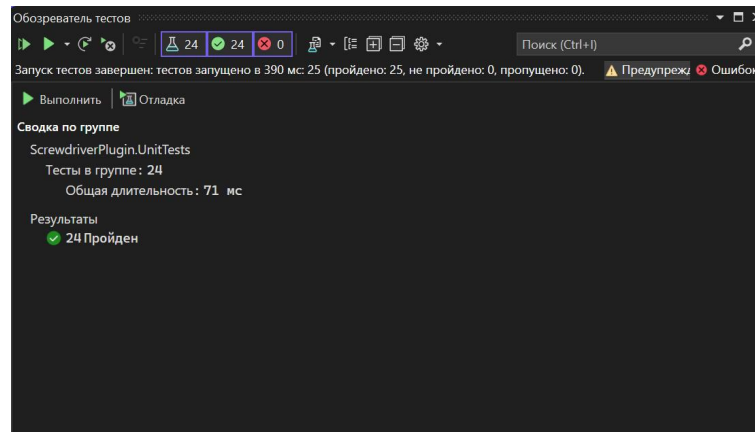 Обозреватель тестов
24 24 0 Поиск (Ctrl+I)
Запуск тестов завершен: тестов запущено в 390 мс: 25 (пройдено: 25, не пройдено: 0, пропущено: 0). Предупрежд Ошибок
Выполнить Отладка
Сводка по группе
ScrewdriverPlugin.UnitTests
Тесты в группе: 24
Общая длительность: 71 мс
Результаты
24 Пройден